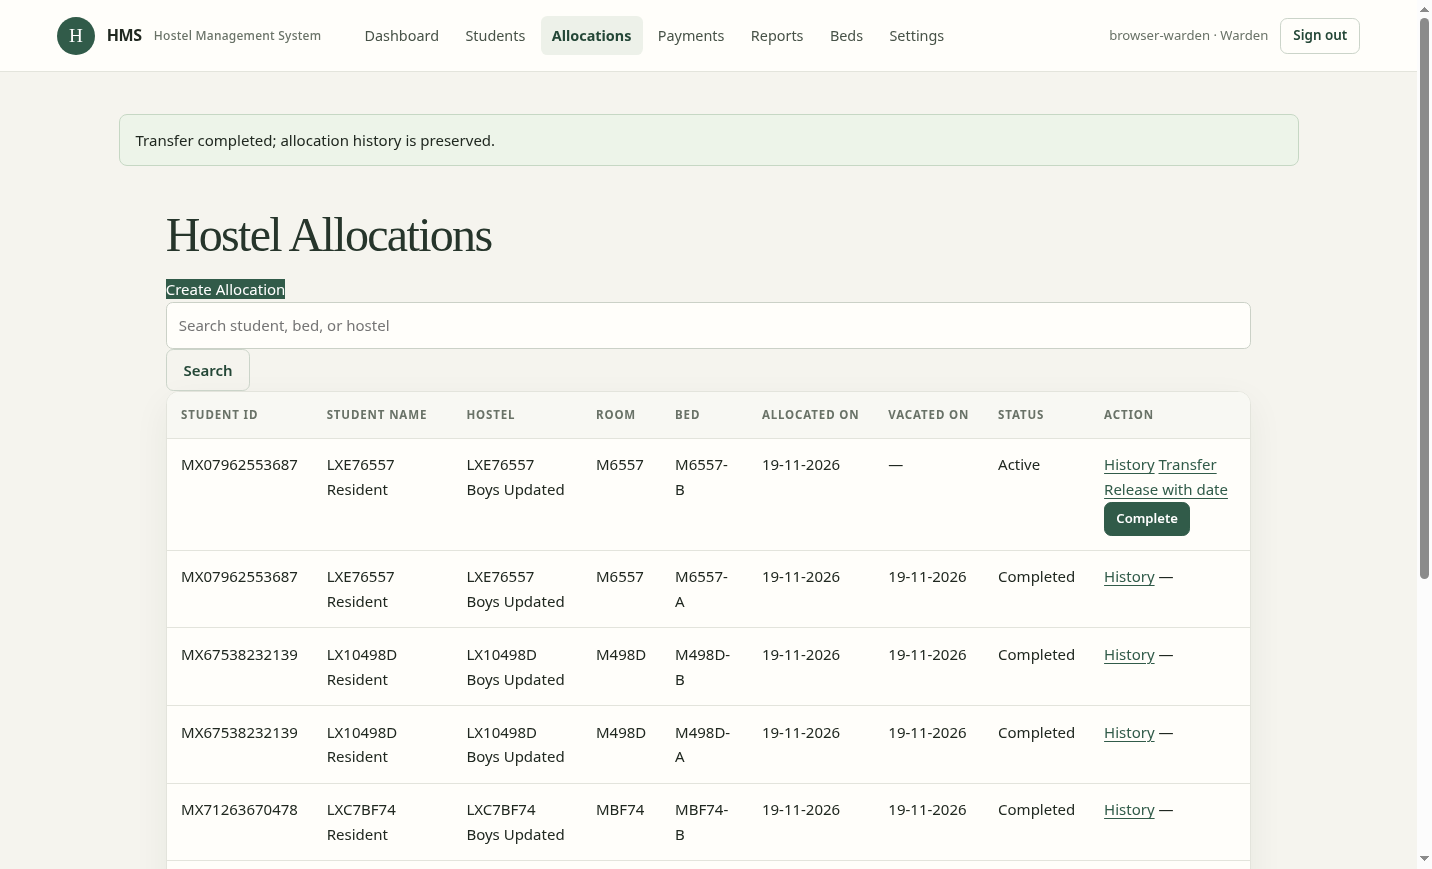 H HMS Hostel Management System Dashboard Students Allocations Payments Reports Beds Settings browser-warden · Warden Sign out
Transfer completed; allocation history is preserved.
Hostel Allocations
Create Allocation
Search student, bed, or hostel
Search
STUDENT ID STUDENT NAME HOSTEL ROOM BED ALLOCATED ON VACATED ON STATUS ACTION
MX07962553687 LXE76557 LXE76557 M6557 M6557- 19-11-2026 — Active History Transfer
Resident Boys Updated B Release with date
Complete
MX07962553687 LXE76557 LXE76557 M6557 M6557- 19-11-2026 19-11-2026 Completed History —
Resident Boys Updated A
MX67538232139 LX10498D LX10498D M498D M498D- 19-11-2026 19-11-2026 Completed History —
Resident Boys Updated B
MX67538232139 LX10498D LX10498D M498D M498D- 19-11-2026 19-11-2026 Completed History —
Resident Boys Updated A
MX71263670478 LXC7BF74 LXC7BF74 MBF74 MBF74- 19-11-2026 19-11-2026 Completed History —
Resident Boys Updated B